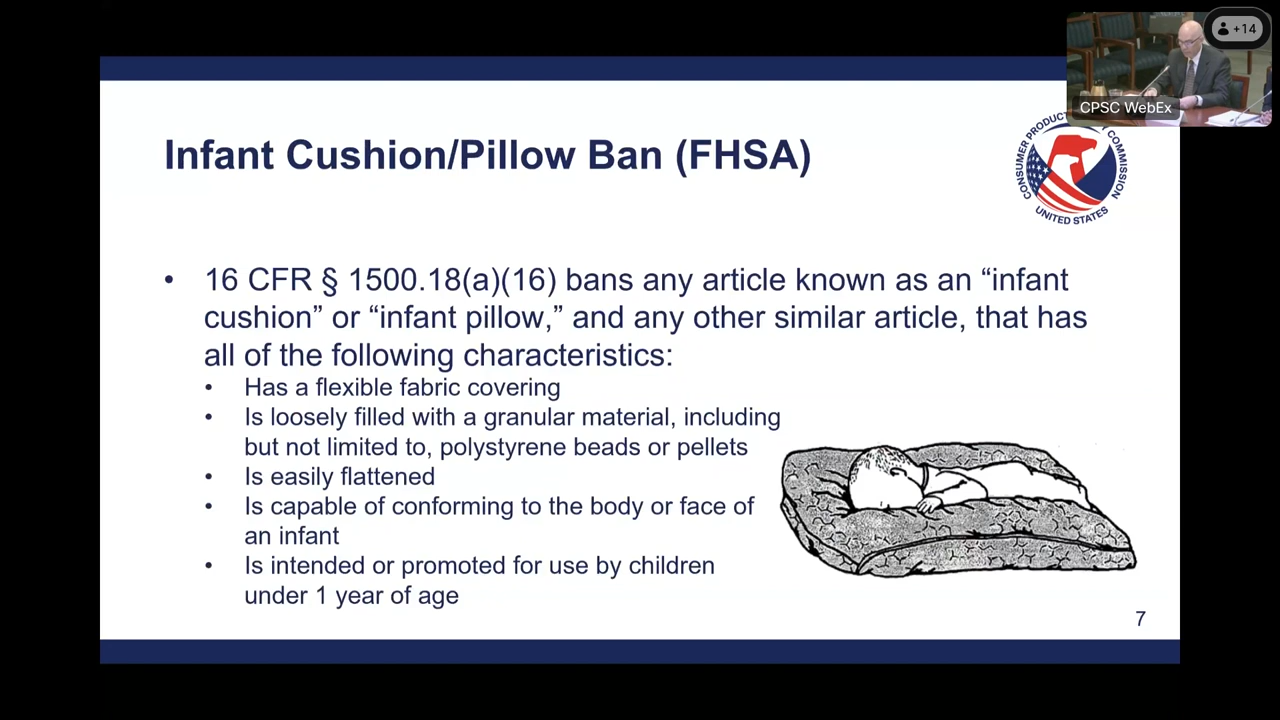 +14
CPSC WebEx
Infant Cushion/Pillow Ban (FHSA)
UNITED STATES
CONSUMER
COMMISSION
• 16 CFR § 1500.18(a)(16) bans any article known as an “infant
cushion” or “infant pillow,” and any other similar article, that has
all of the following characteristics:
• Has a flexible fabric covering
• Is loosely filled with a granular material, including
but not limited to, polystyrene beads or pellets
• Is easily flattened
• Is capable of conforming to the body or face of
an infant
• Is intended or promoted for use by children
under 1 year of age
7